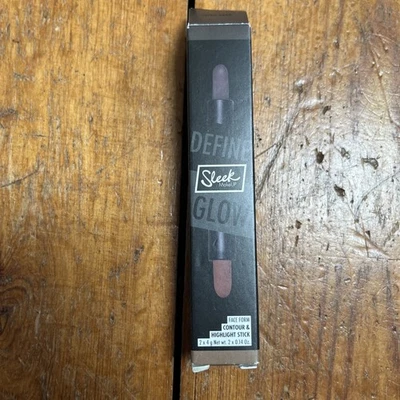 DEFINE
Sleek
MakeUP
GLOW
FACE FORM
CONTOUR &
HIGHLIGHT STICK
2 x 4 g Net wt. 2 x 0.14 Oz.